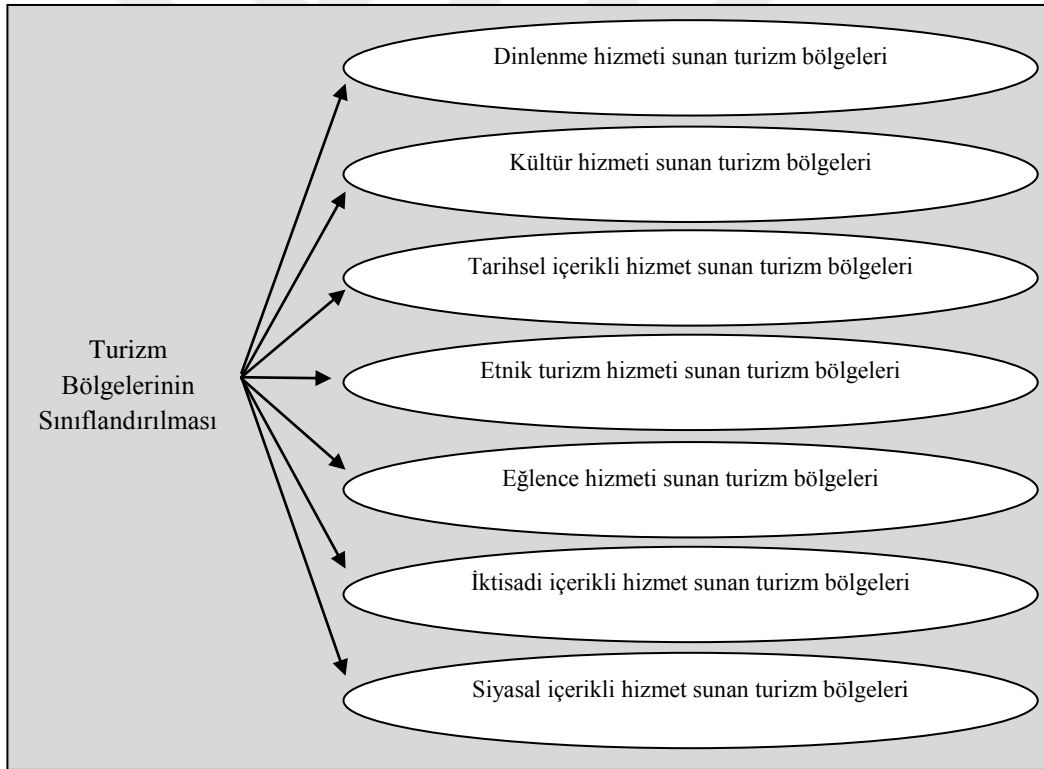 Dinlenme hizmeti sunan turizm bölgeleri
Kültür hizmeti sunan turizm bölgeleri
Tarihsel içerikli hizmet sunan turizm bölgeleri
Turizm
Bölgelerinin
Sınıflandırılması
Etnik turizm hizmeti sunan turizm bölgeleri
Eğlence hizmeti sunan turizm bölgeleri
İktisadi içerikli hizmet sunan turizm bölgeleri
Siyasal içerikli hizmet sunan turizm bölgeleri